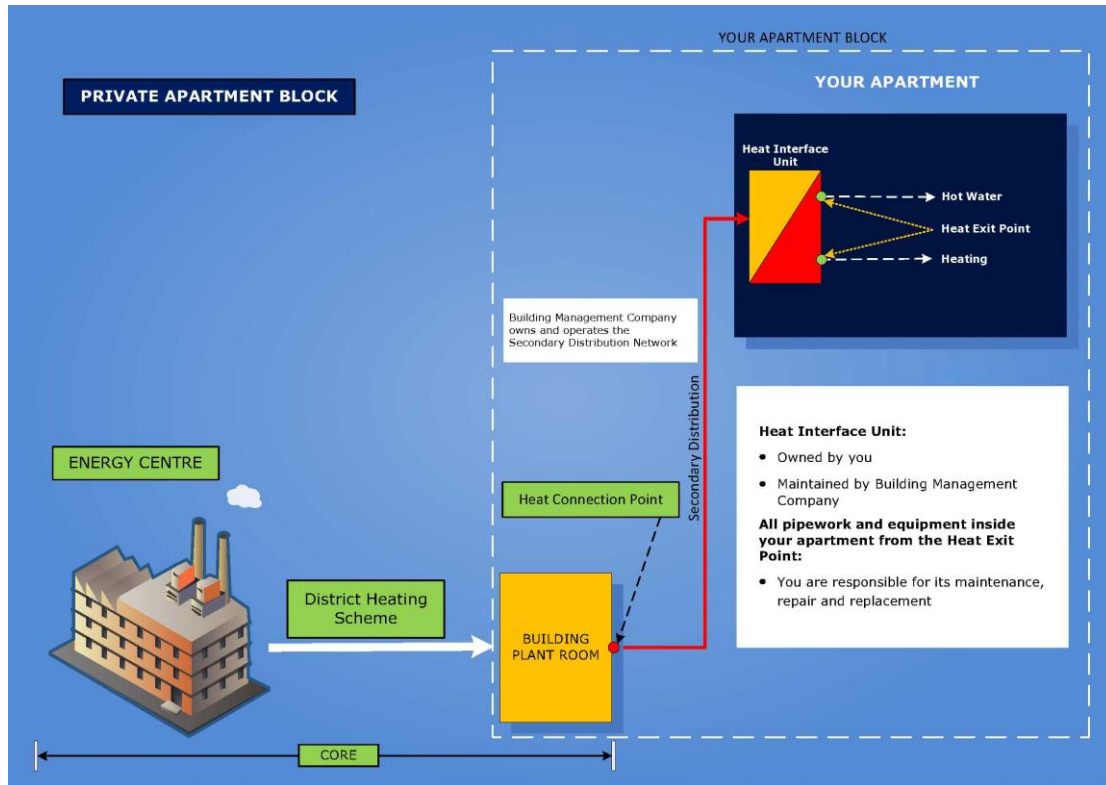 YOUR APARTMENT BLOCK
PRIVATE APARTMENT BLOCK
YOUR APARTMENT
Heat Interface
Unit
Hot Water
Heat Exit Point
Heating
Building Management Company
owns and operates the
Secondary Distribution Network
Secondary Distribution
ENERGY CENTRE
Heat Connection Point
District Heating
Scheme
BUILDING
PLANT ROOM
Heat Interface Unit:
• Owned by you
• Maintained by Building Management
Company
All pipework and equipment inside
your apartment from the Heat Exit
Point:
• You are responsible for its maintenance,
repair and replacement
CORE